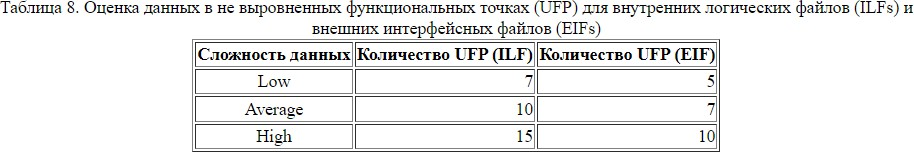 Таблица 8. Оценка данных в не выровненных функциональных точках (UFP) для внутренних логических файлов (ILFs) и
внешних интерфейсных файлов (EIFs)
Сложность данных Количество UFP (ILF) Количество UFP (EIF)
Low 7 5
Average 10 7
High 15 10